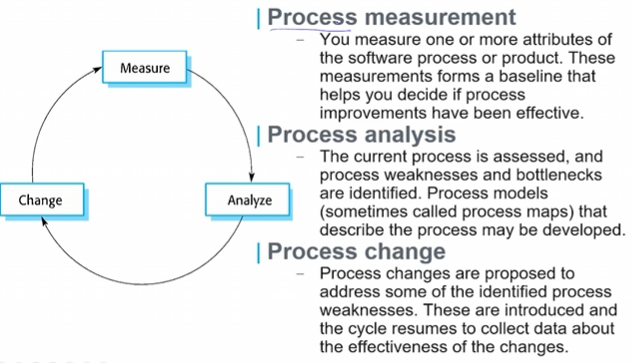 Measure
Analyze
Change
Process measurement
– You measure one or more attributes of
the software process or product. These
measurements forms a baseline that
helps you decide if process
improvements have been effective.
Process analysis
– The current process is assessed, and
process weaknesses and bottlenecks
are identified. Process models
(sometimes called process maps) that
describe the process may be developed.
Process change
– Process changes are proposed to
address some of the identified process
weaknesses. These are introduced and
the cycle resumes to collect data about
the effectiveness of the changes.